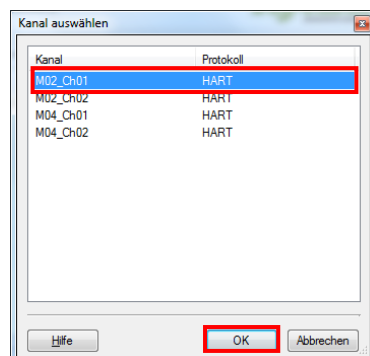 Kanal auswählen
Kanal Protokoll
M02_Ch01 HART
M02_Ch02 HART
M04_Ch01 HART
M04_Ch02 HART
Hilfe OK Abbrechen